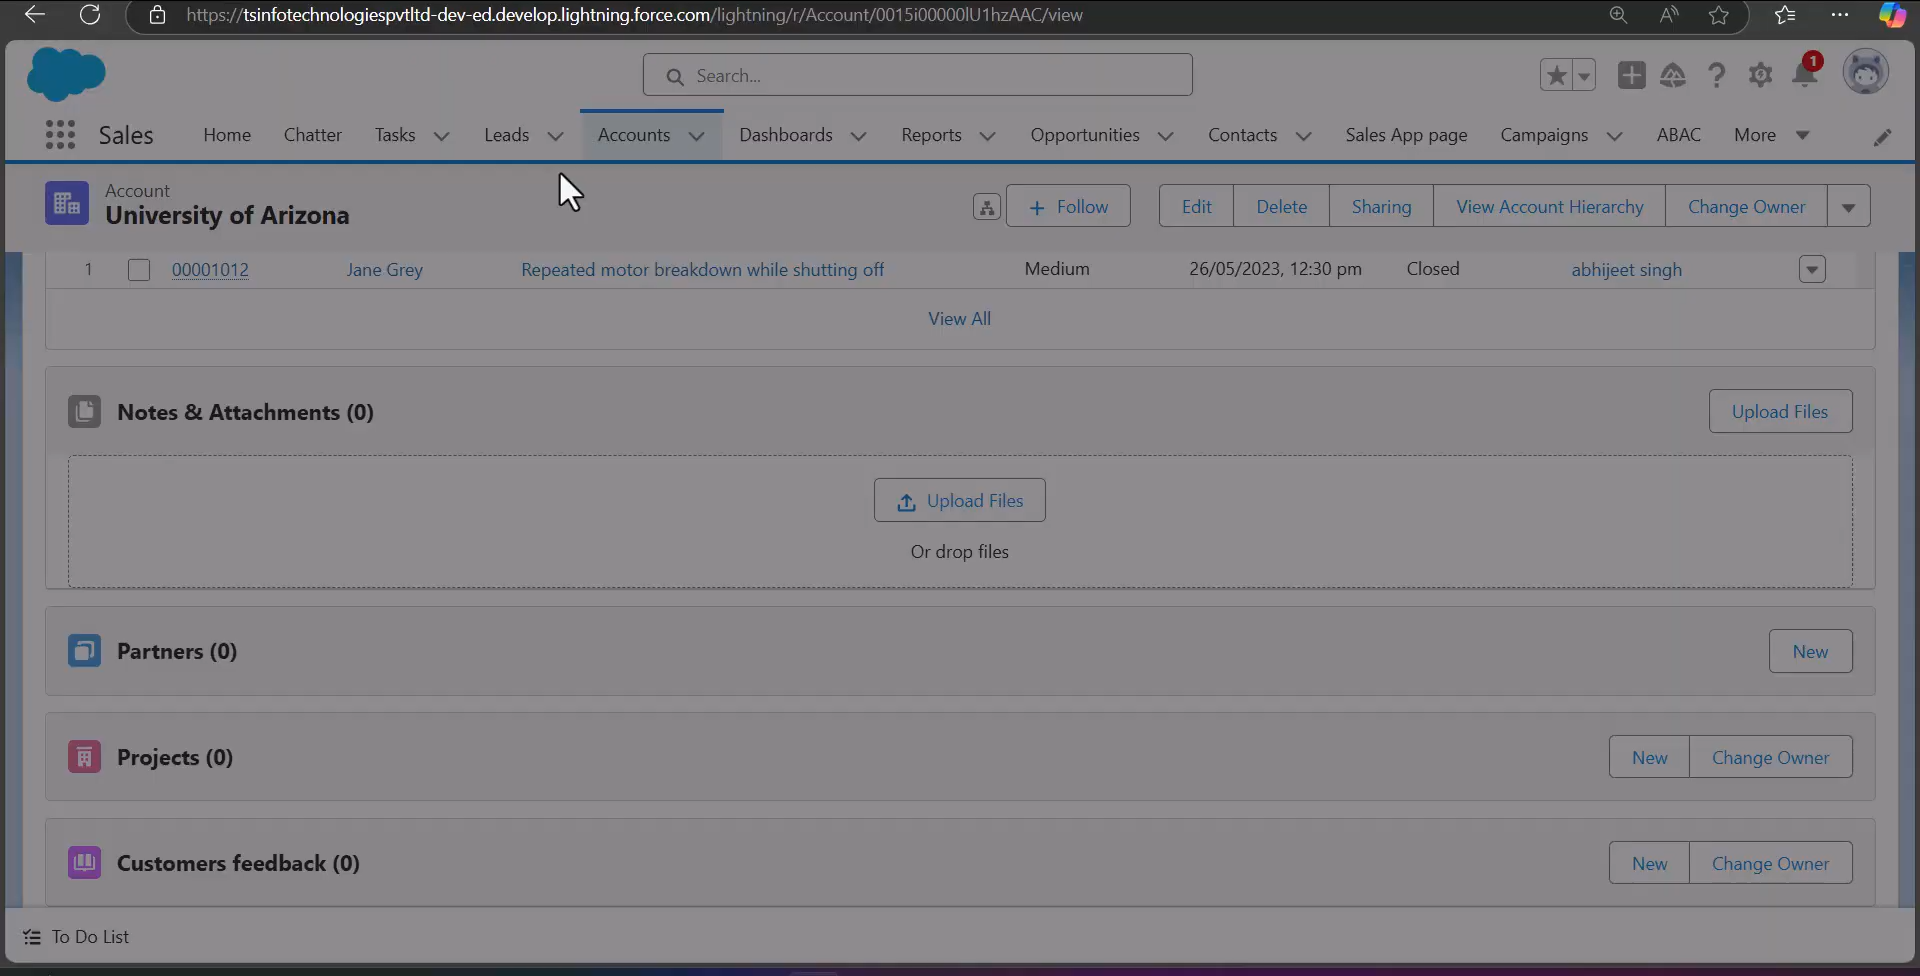 https://tsinfotechnologiespvtltd-dev-ed.develop.lightning.force.com/lightning/r/Account/0015i00000lU1hzAAC/view
Search...
1
Sales Home Chatter Tasks Leads Accounts Dashboards Reports Opportunities Contacts Sales App page Campaigns ABAC More
Account
University of Arizona
+ Follow Edit Delete Sharing View Account Hierarchy Change Owner
1 00001012 Jane Grey Repeated motor breakdown while shutting off Medium 26/05/2023, 12:30 pm Closed abhijeet singh
View All
Notes & Attachments (0) Upload Files
Upload Files
Or drop files
Partners (0) New
Projects (0) New Change Owner
Customers feedback (0) New Change Owner
To Do List